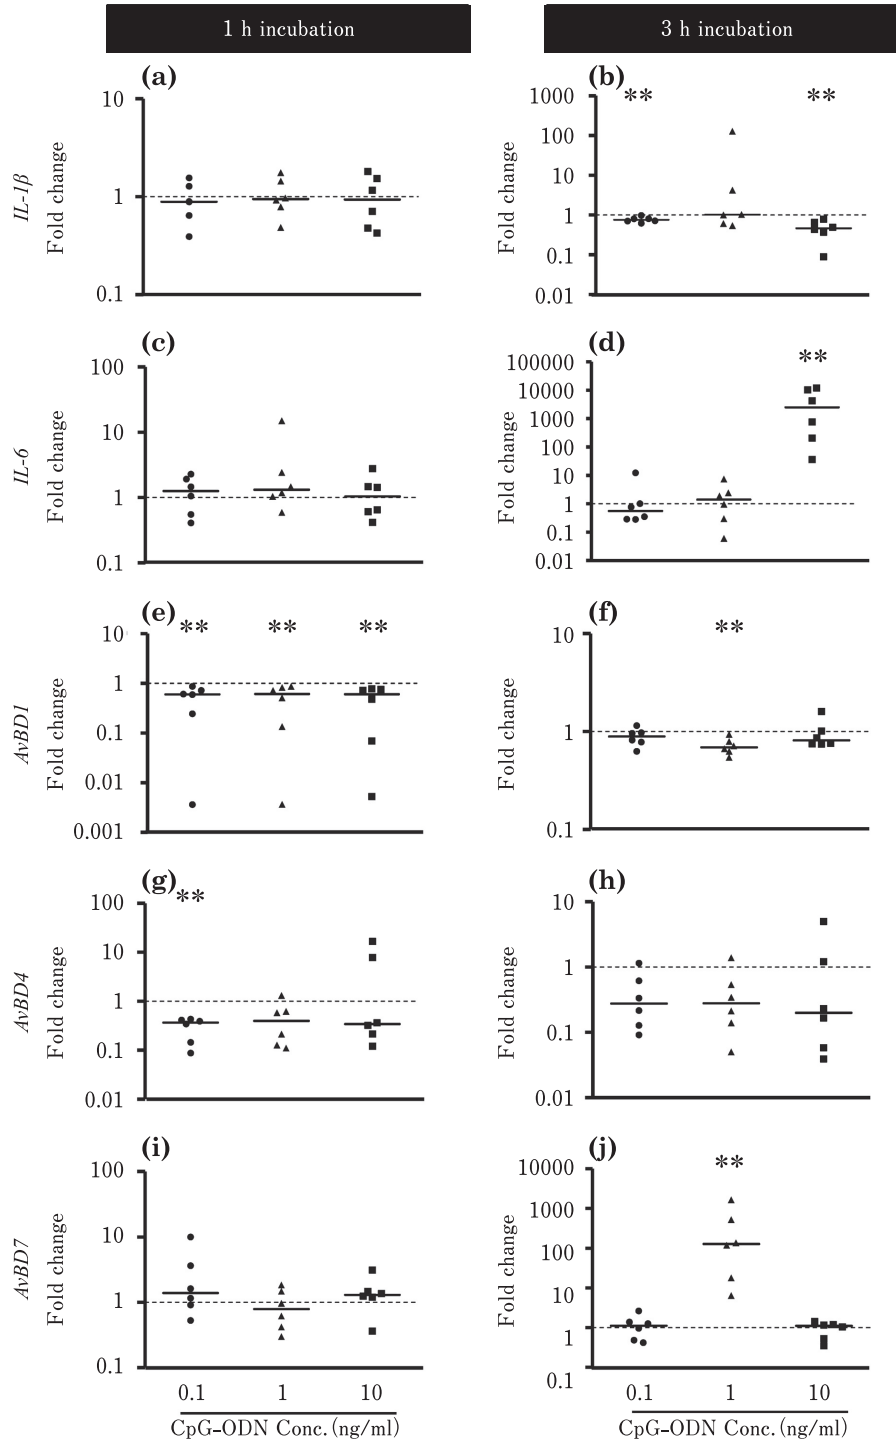 1 h incubation
3 h incubation
(a)
10
1
0.1
Fold change
IL-1β
(b)
** **
1000
100
10
1
0.1
0.01
Fold change
(c)
100
10
1
0.1
Fold change
IL-6
(d)
**
100000
10000
1000
100
10
1
0.1
0.01
Fold change
(e)
** ** **
10
1
0.1
0.01
0.001
Fold change
AvBD1
(f)
**
10
1
0.1
Fold change
(g)
**
100
10
1
0.1
0.01
Fold change
AvBD4
(h)
10
1
0.1
0.01
Fold change
(i)
100
10
1
0.1
Fold change
AvBD7
(j)
**
10000
1000
100
10
1
0.1
Fold change
0.1 1 10
CpG-ODN Conc. (ng/ml)
0.1 1 10
CpG-ODN Conc. (ng/ml)